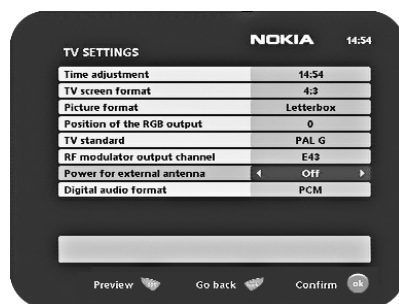 NOKIA 14:54
TV SETTINGS
Time adjustment 14:54
TV screen format 4:3
Picture format Letterbox
Position of the RGB output 0
TV standard PAL G
RF modulator output channel E43
Power for external antenna Off
Digital audio format PCM
Preview Go back Confirm ok